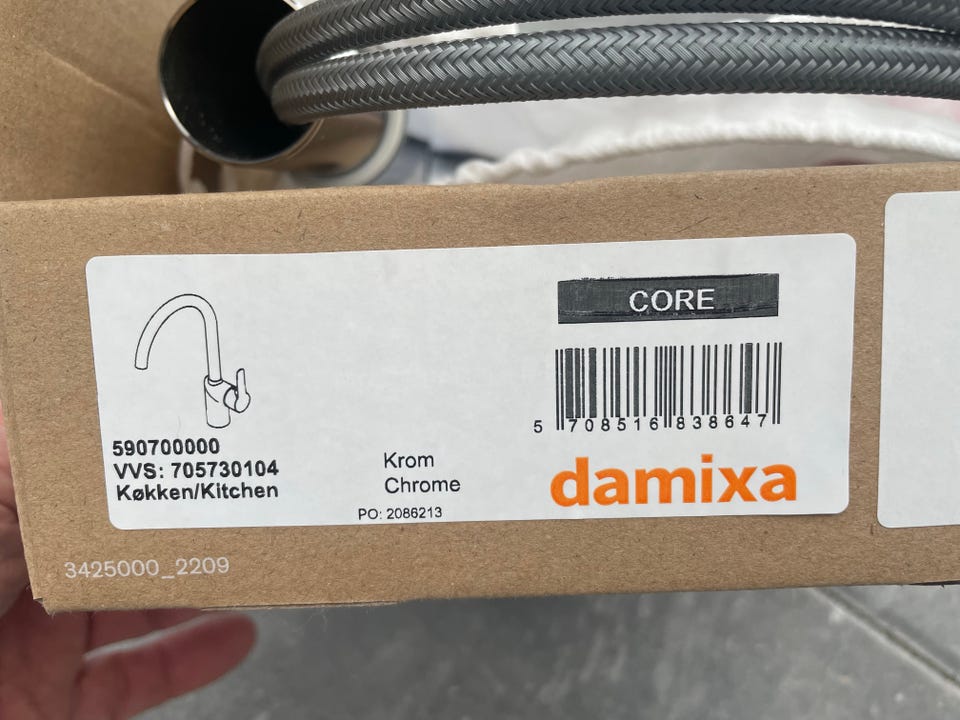 CORE
5 708516 838647
590700000
VVS: 705730104
Køkken/Kitchen
Krom
Chrome
PO: 2086213
damixa
3425000_2209